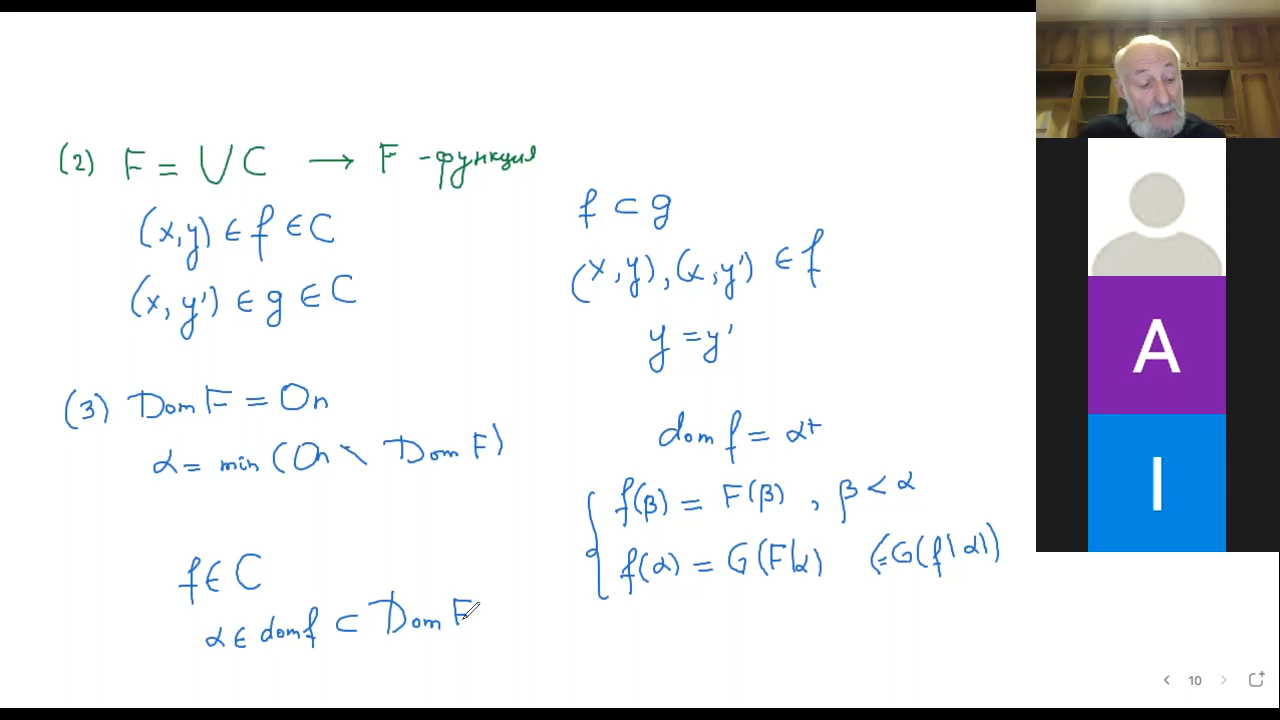 (2) F = ∪C → F - функция
(x,y) ∈ f ∈ C
(x, y') ∈ g ∈ C
f ⊂ g
(x,y), (x,y') ∈ f
y = y'
(3) Dom F = On
α = min (On \ Dom F)
dom f = α+
f(β) = F(β) , β < α
f(α) = G(F|α) (=G(f|α))
f ∈ C
α ∈ dom f ⊂ Dom F
A
I
10